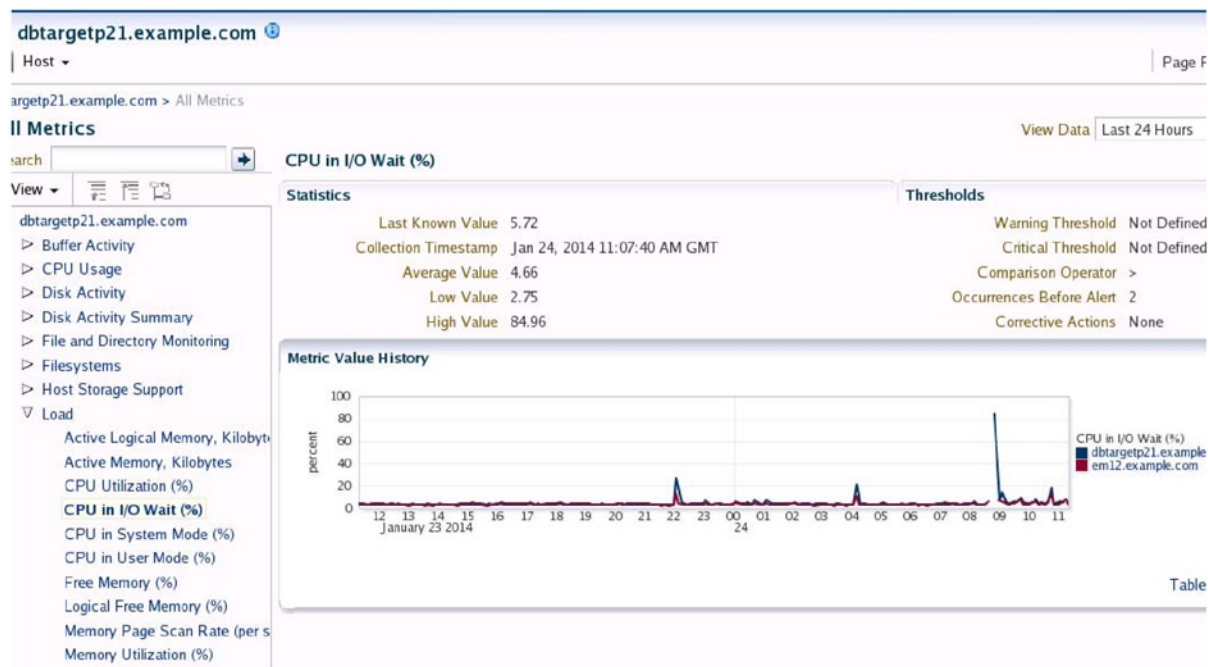 dbtargetp21.example.com
Host
Page
argetp21.example.com > All Metrics
ll Metrics
View Data Last 24 Hours
earch
View
dbtargetp21.example.com
Buffer Activity
CPU Usage
Disk Activity
Disk Activity Summary
File and Directory Monitoring
Filesystems
Host Storage Support
Load
Active Logical Memory, Kilobyt
Active Memory, Kilobytes
CPU Utilization (%)
CPU in I/O Wait (%)
CPU in System Mode (%)
CPU in User Mode (%)
Free Memory (%)
Logical Free Memory (%)
Memory Page Scan Rate (per s
Memory Utilization (%)
CPU in I/O Wait (%)
Statistics
Last Known Value 5.72
Collection Timestamp Jan 24, 2014 11:07:40 AM GMT
Average Value 4.66
Low Value 2.75
High Value 84.96
Thresholds
Warning Threshold Not Defined
Critical Threshold Not Defined
Comparison Operator >
Occurrences Before Alert 2
Corrective Actions None
Metric Value History
percent
100
80
60
40
20
0
12 13 14 15 16 17 18 19 20 21 22 23 00 01 02 03 04 05 06 07 08 09 10 11
January 23 2014 24
CPU in I/O Wait (%)
dbtargetp21.example
em12.example.com
Table